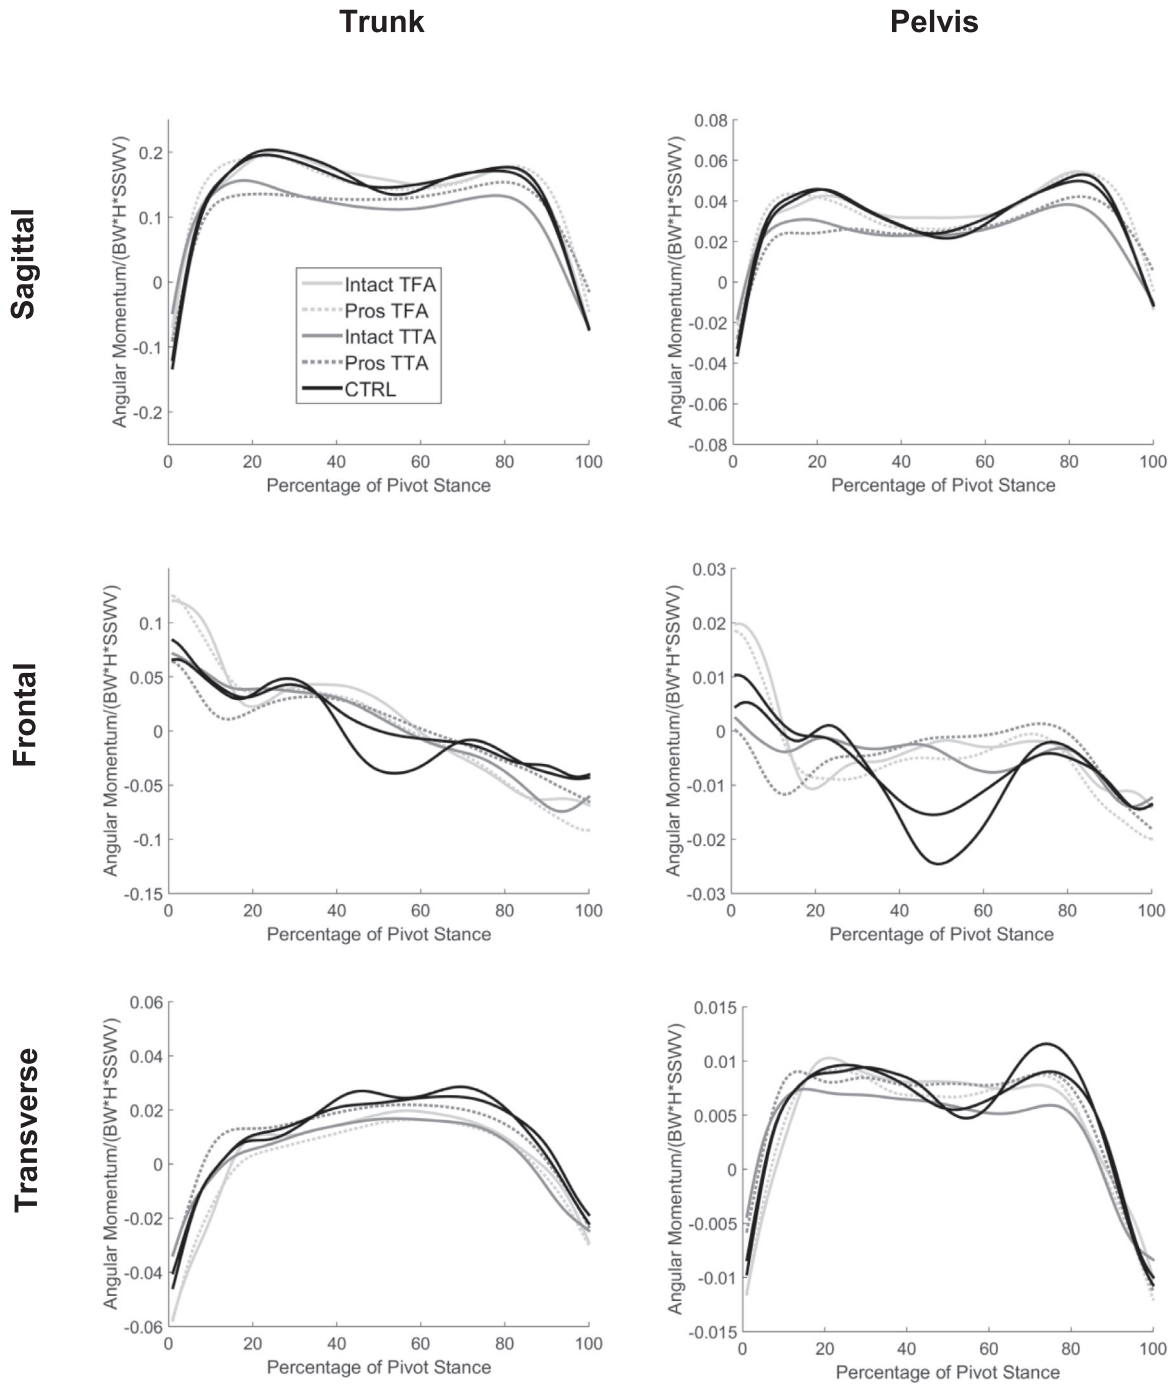 Trunk Pelvis
Sagittal
Angular Momentum/(BW*H*SSWV)
0.2
0.1
0
-0.1
-0.2
Intact TFA
Pros TFA
Intact TTA
Pros TTA
CTRL
0 20 40 60 80 100
Percentage of Pivot Stance
Angular Momentum/(BW*H*SSWV)
0.08
0.06
0.04
0.02
0
-0.02
-0.04
-0.06
-0.08
0 20 40 60 80 100
Percentage of Pivot Stance
Frontal
Angular Momentum/(BW*H*SSWV)
0.1
0.05
0
-0.05
-0.1
-0.15
0 20 40 60 80 100
Percentage of Pivot Stance
Angular Momentum/(BW*H*SSWV)
0.03
0.02
0.01
0
-0.01
-0.02
-0.03
0 20 40 60 80 100
Percentage of Pivot Stance
Transverse
Angular Momentum/(BW*H*SSWV)
0.06
0.04
0.02
0
-0.02
-0.04
-0.06
0 20 40 60 80 100
Percentage of Pivot Stance
Angular Momentum/(BW*H*SSWV)
0.015
0.010
0.005
0
-0.005
-0.01
-0.015
0 20 40 60 80 100
Percentage of Pivot Stance